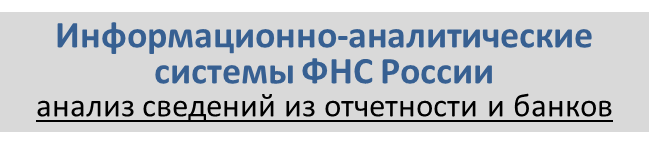 Информационно-аналитические
системы ФНС России
анализ сведений из отчетности и банков